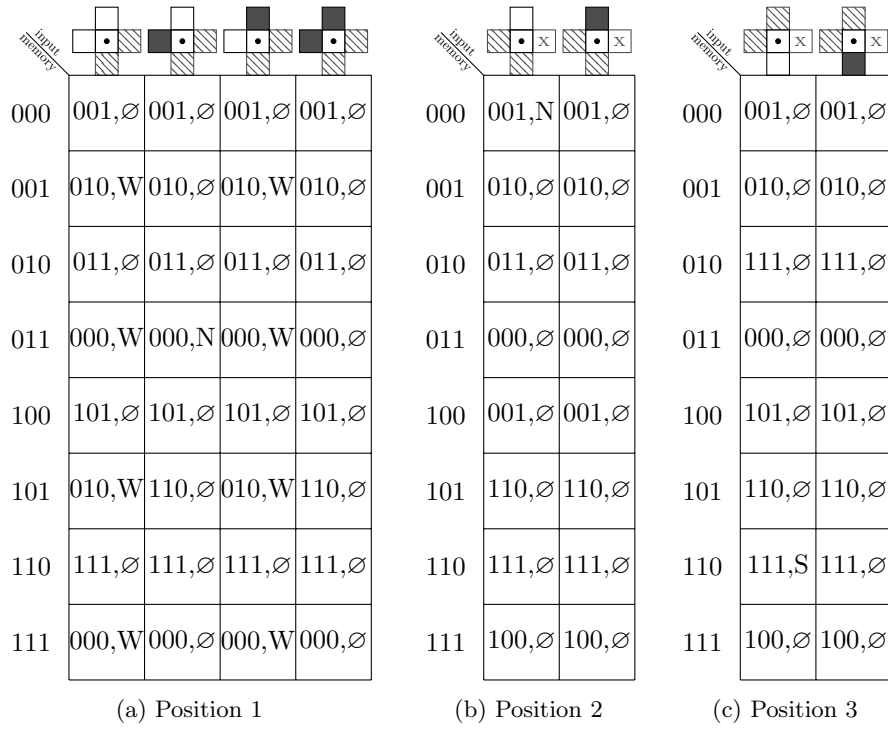 input memory x x x x
000 001,∅ 001,∅ 001,∅ 001,∅ 000 001,N 001,∅ 000 001,∅ 001,∅
001 010,W 010,∅ 010,W 010,∅ 001 010,∅ 010,∅ 001 010,∅ 010,∅
010 011,∅ 011,∅ 011,∅ 011,∅ 010 011,∅ 011,∅ 010 111,∅ 111,∅
011 000,W 000,N 000,W 000,∅ 011 000,∅ 000,∅ 011 000,∅ 000,∅
100 101,∅ 101,∅ 101,∅ 101,∅ 100 001,∅ 001,∅ 100 101,∅ 101,∅
101 010,W 110,∅ 010,W 110,∅ 101 110,∅ 110,∅ 101 110,∅ 110,∅
110 111,∅ 111,∅ 111,∅ 111,∅ 110 111,∅ 111,∅ 110 111,S 111,∅
111 000,W 000,∅ 000,W 000,∅ 111 100,∅ 100,∅ 111 100,∅ 100,∅
(a) Position 1 (b) Position 2 (c) Position 3